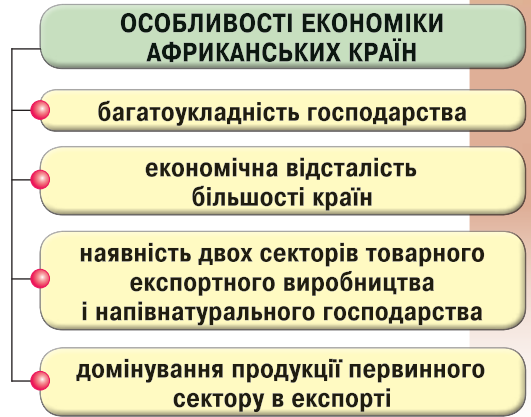 ОСОБЛИВОСТІ ЕКОНОМІКИ
АФРИКАНСЬКИХ КРАЇН
багатоукладність господарства
економічна відсталість
більшості країн
наявність двох секторів товарного
експортного виробництва
і напівнатурального господарства
домінування продукції первинного
сектору в експорті